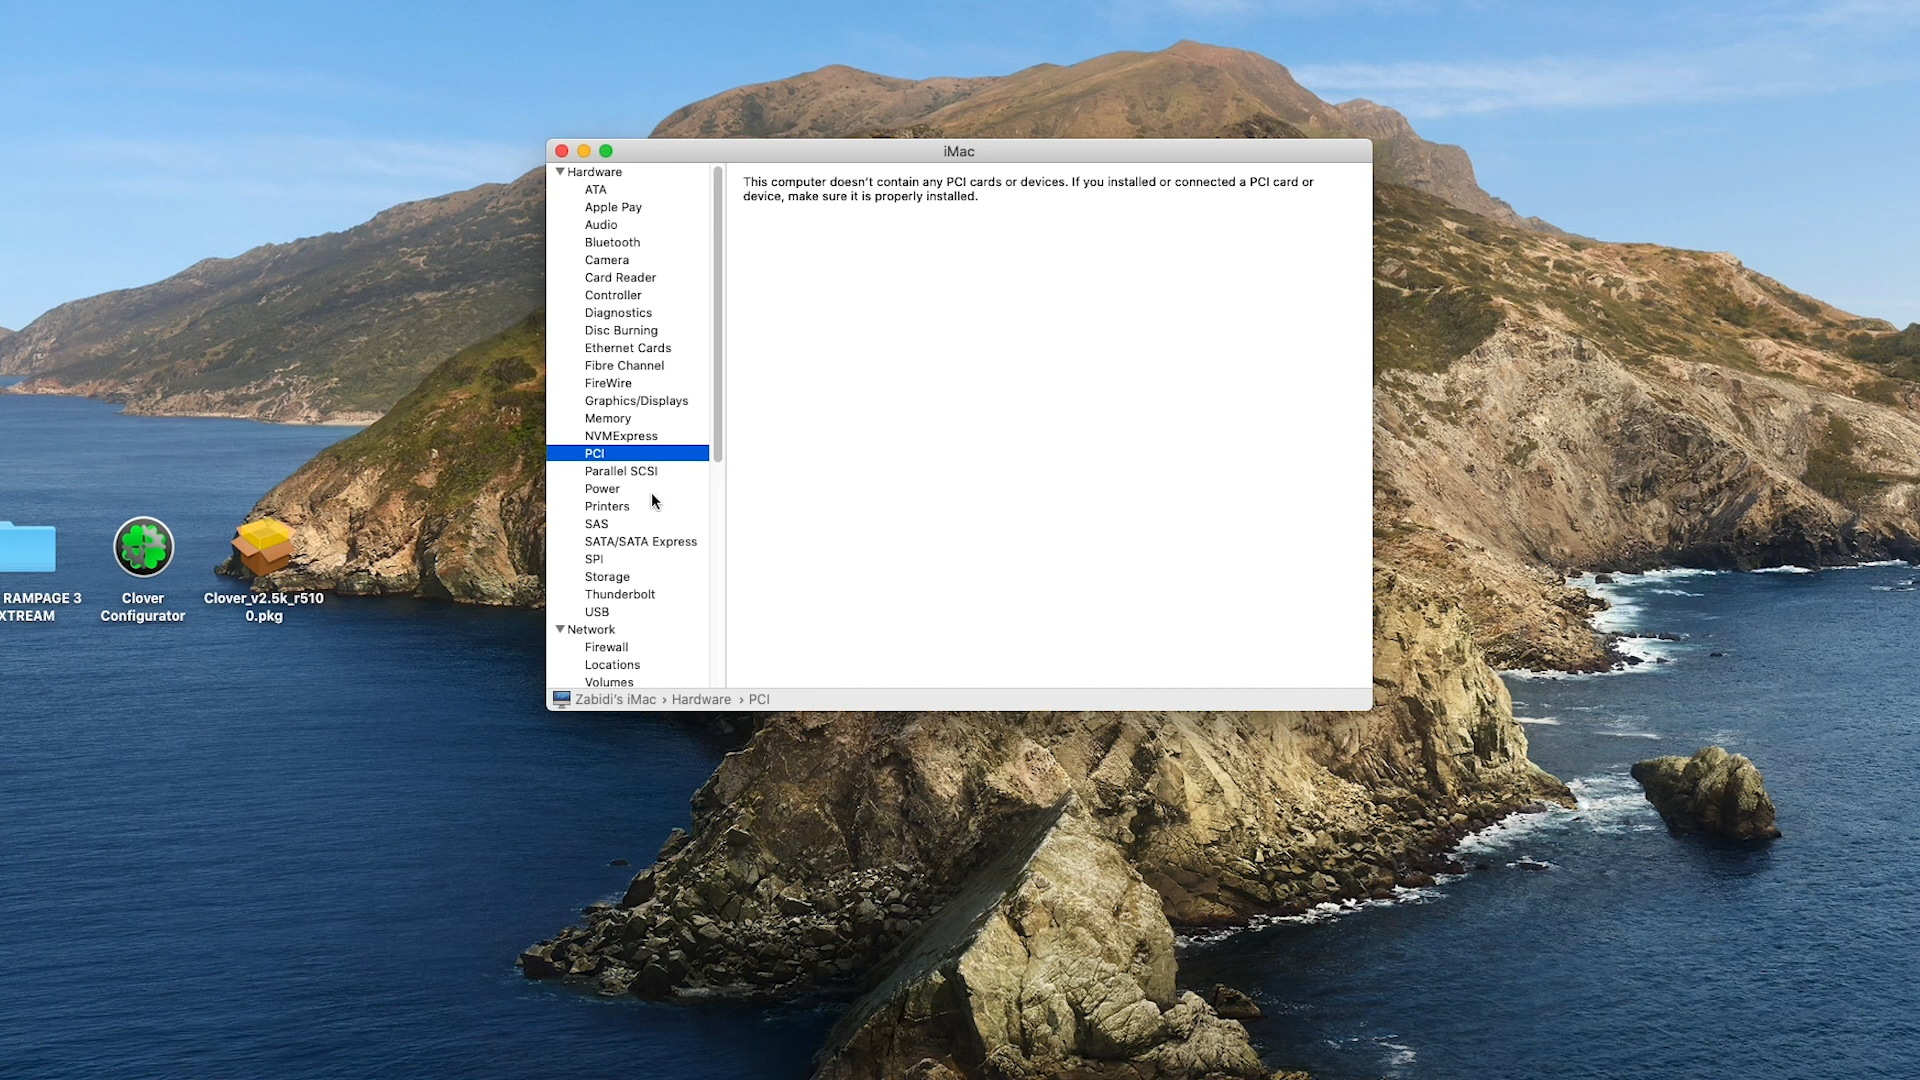 iMac
Hardware
ATA
Apple Pay
Audio
Bluetooth
Camera
Card Reader
Controller
Diagnostics
Disc Burning
Ethernet Cards
Fibre Channel
FireWire
Graphics/Displays
Memory
NVMExpress
PCI
Parallel SCSI
Power
Printers
SAS
SATA/SATA Express
SPI
Storage
Thunderbolt
USB
Network
Firewall
Locations
Volumes
This computer doesn't contain any PCI cards or devices. If you installed or connected a PCI card or
device, make sure it is properly installed.
Zabidi's iMac › Hardware › PCI
RAMPAGE 3
XTREAM
Clover
Configurator
Clover_v2.5k_r510
0.pkg